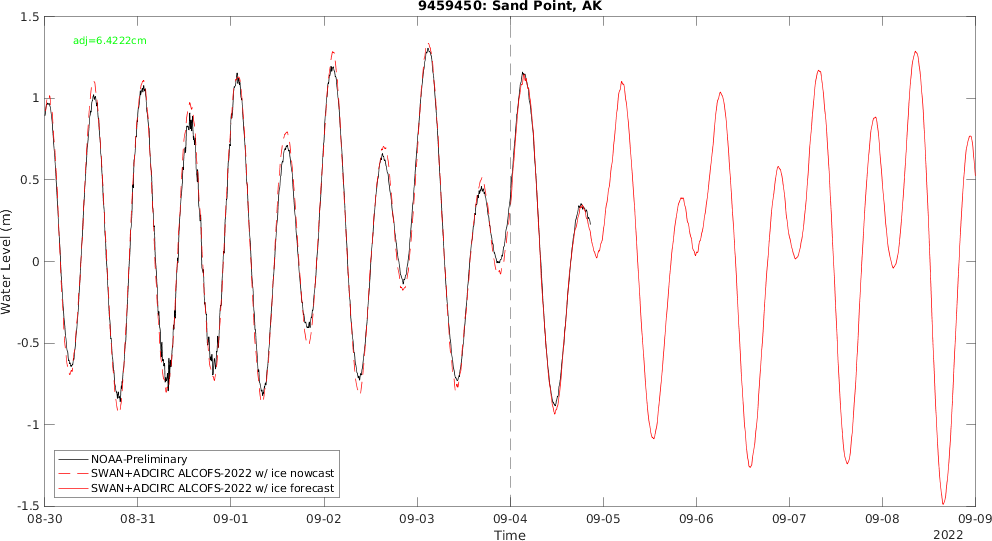 9459450: Sand Point, AK
adj=6.4222cm
1.5
1
0.5
0
-0.5
-1
-1.5
Water Level (m)
NOAA-Preliminary
SWAN+ADCIRC ALCOFS-2022 w/ ice nowcast
SWAN+ADCIRC ALCOFS-2022 w/ ice forecast
08-30 08-31 09-01 09-02 09-03 09-04 09-05 09-06 09-07 09-08 09-09
Time
2022